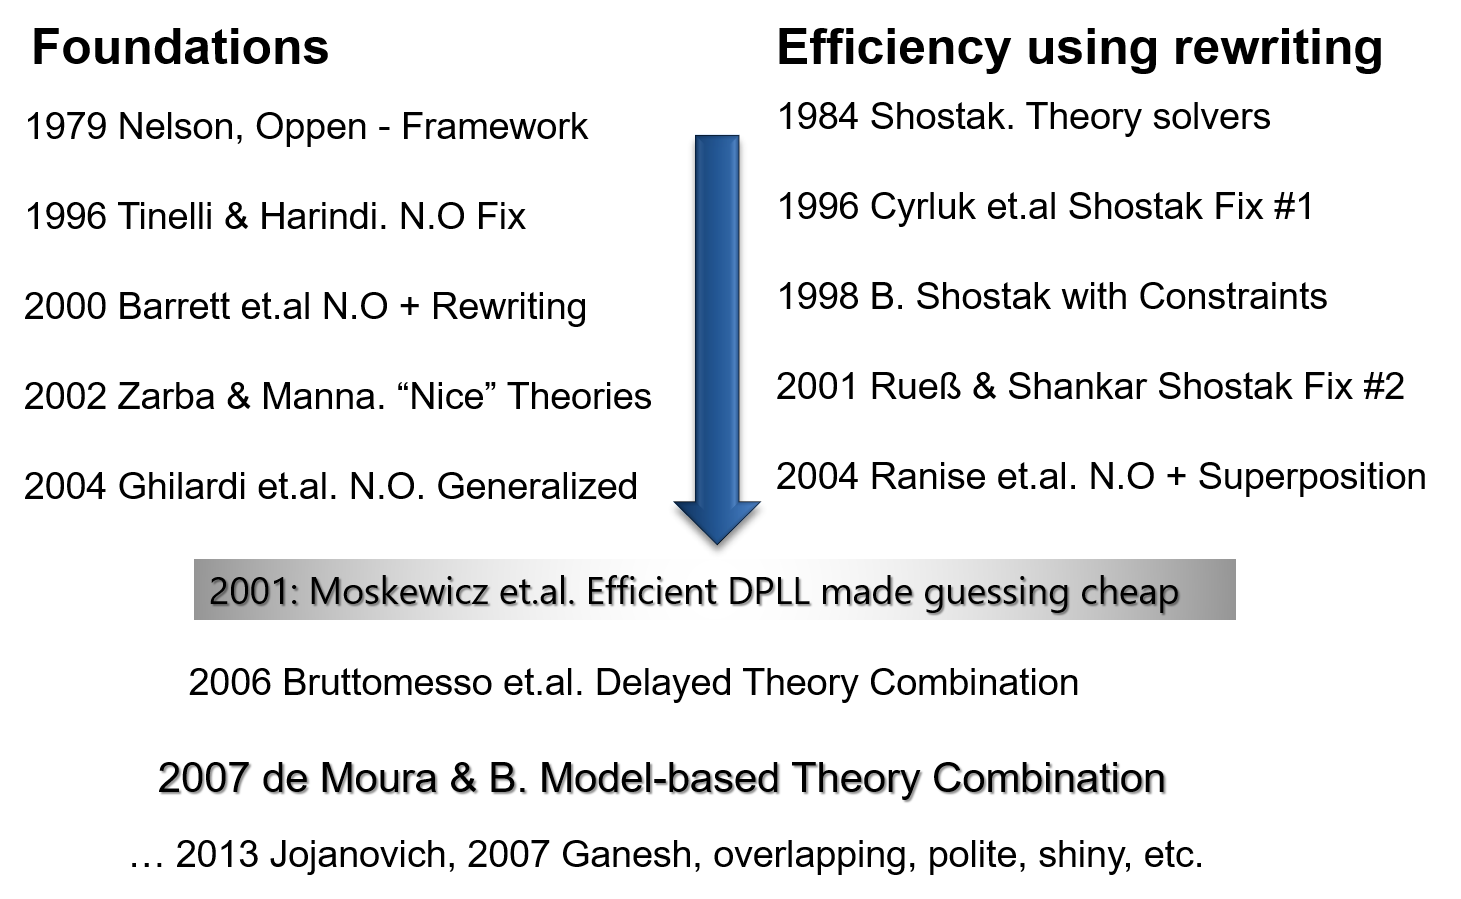 Foundations
1979 Nelson, Oppen - Framework
1996 Tinelli & Harindi. N.O Fix
2000 Barrett et.al N.O + Rewriting
2002 Zarba & Manna. “Nice” Theories
2004 Ghilardi et.al. N.O. Generalized
Efficiency using rewriting
1984 Shostak. Theory solvers
1996 Cyrluk et.al Shostak Fix #1
1998 B. Shostak with Constraints
2001 Rueß & Shankar Shostak Fix #2
2004 Ranise et.al. N.O + Superposition
2001: Moskewicz et.al. Efficient DPLL made guessing cheap
2006 Bruttomesso et.al. Delayed Theory Combination
2007 de Moura & B. Model-based Theory Combination
… 2013 Jojanovich, 2007 Ganesh, overlapping, polite, shiny, etc.